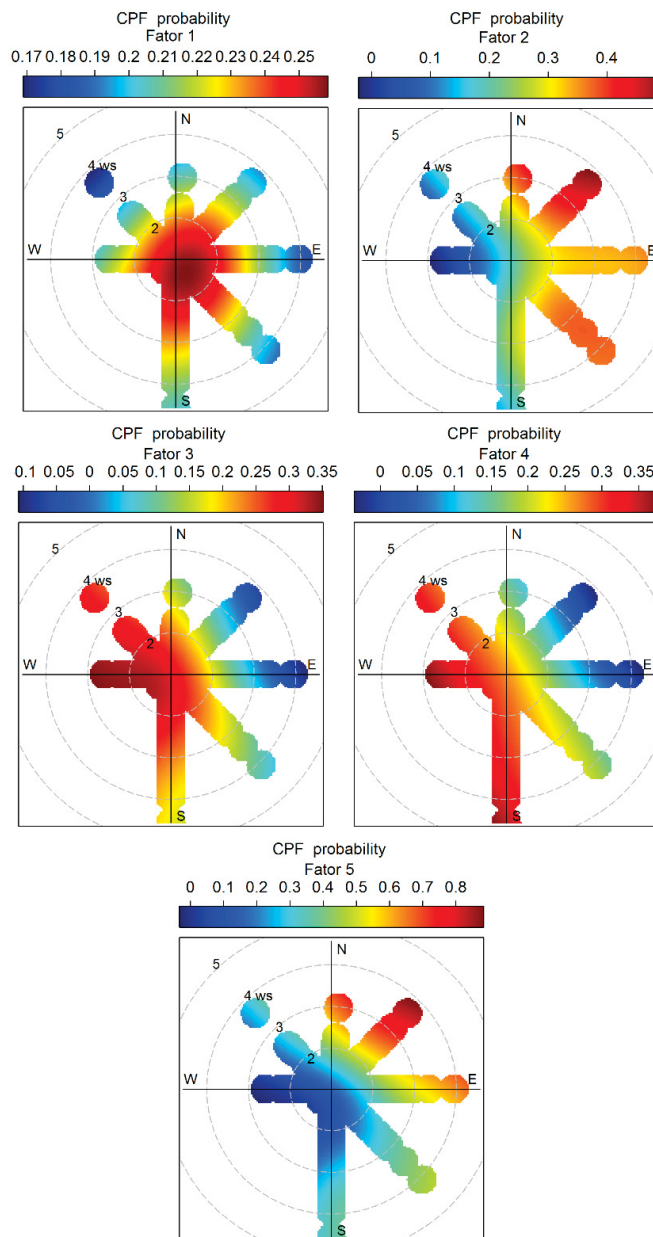 CPF probability
Fator 1
0.17 0.18 0.19 0.2 0.21 0.22 0.23 0.24 0.25
5
N
4 ws
3
2
W
E
S
CPF probability
Fator 2
0 0.1 0.2 0.3 0.4
5
N
4 ws
3
2
W
E
S
CPF probability
Fator 3
0.1 0.05 0 0.05 0.1 0.15 0.2 0.25 0.3 0.35
5
N
4 ws
3
2
W
E
S
CPF probability
Fator 4
0 0.05 0.1 0.15 0.2 0.25 0.3 0.35
5
N
4 ws
3
2
W
E
S
CPF probability
Fator 5
0 0.1 0.2 0.3 0.4 0.5 0.6 0.7 0.8
5
N
4 ws
3
2
W
E
S